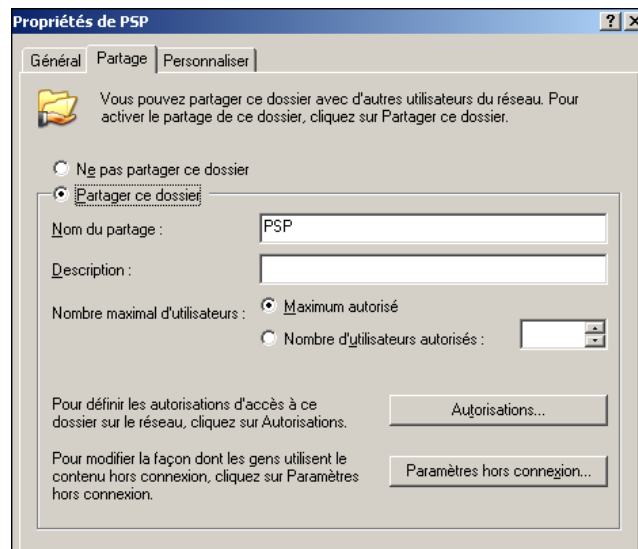 Propriétés de PSP
Général Partage Personnaliser
Vous pouvez partager ce dossier avec d'autres utilisateurs du réseau. Pour
activer le partage de ce dossier, cliquez sur Partager ce dossier.
Ne pas partager ce dossier
Partager ce dossier
Nom du partage : PSP
Description :
Nombre maximal d'utilisateurs : Maximum autorisé
Nombre d'utilisateurs autorisés :
Pour définir les autorisations d'accès à ce
dossier sur le réseau, cliquez sur Autorisations.
Autorisations...
Pour modifier la façon dont les gens utilisent le
contenu hors connexion, cliquez sur Paramètres
hors connexion.
Paramètres hors connexion...